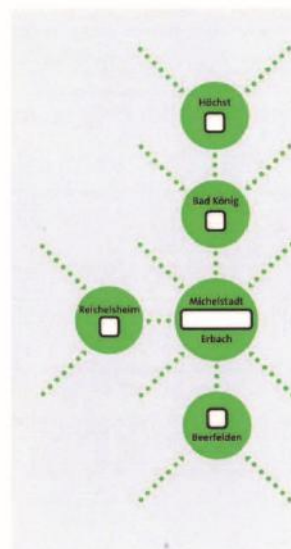 Höchst
Bad König
Reichelsheim
Michelstadt
Erbach
Beerfelden